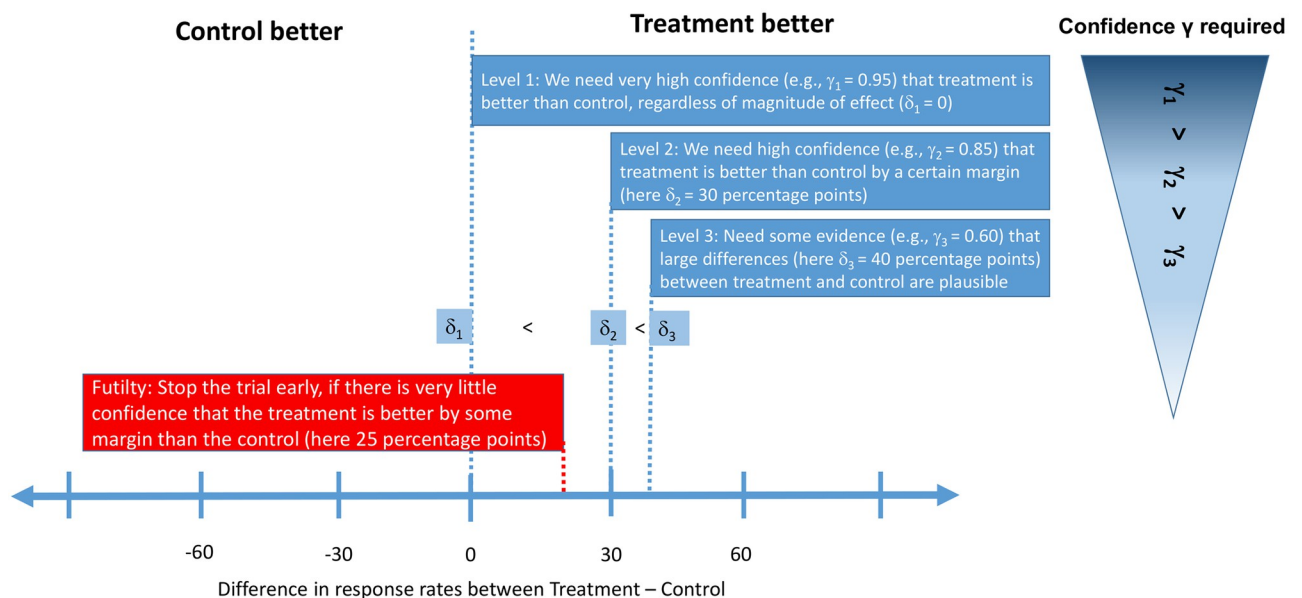 Control better
Treatment better
Confidence γ required
Level 1: We need very high confidence (e.g., γ₁ = 0.95) that treatment is
better than control, regardless of magnitude of effect (δ₁ = 0)
Level 2: We need high confidence (e.g., γ₂ = 0.85) that
treatment is better than control by a certain margin
(here δ₂ = 30 percentage points)
Level 3: Need some evidence (e.g., γ₃ = 0.60) that
large differences (here δ₃ = 40 percentage points)
between treatment and control are plausible
γ₁ > γ₂ > γ₃
δ₁ < δ₂ < δ₃
Futilty: Stop the trial early, if there is very little
confidence that the treatment is better by some
margin than the control (here 25 percentage points)
-60 -30 0 30 60
Difference in response rates between Treatment – Control